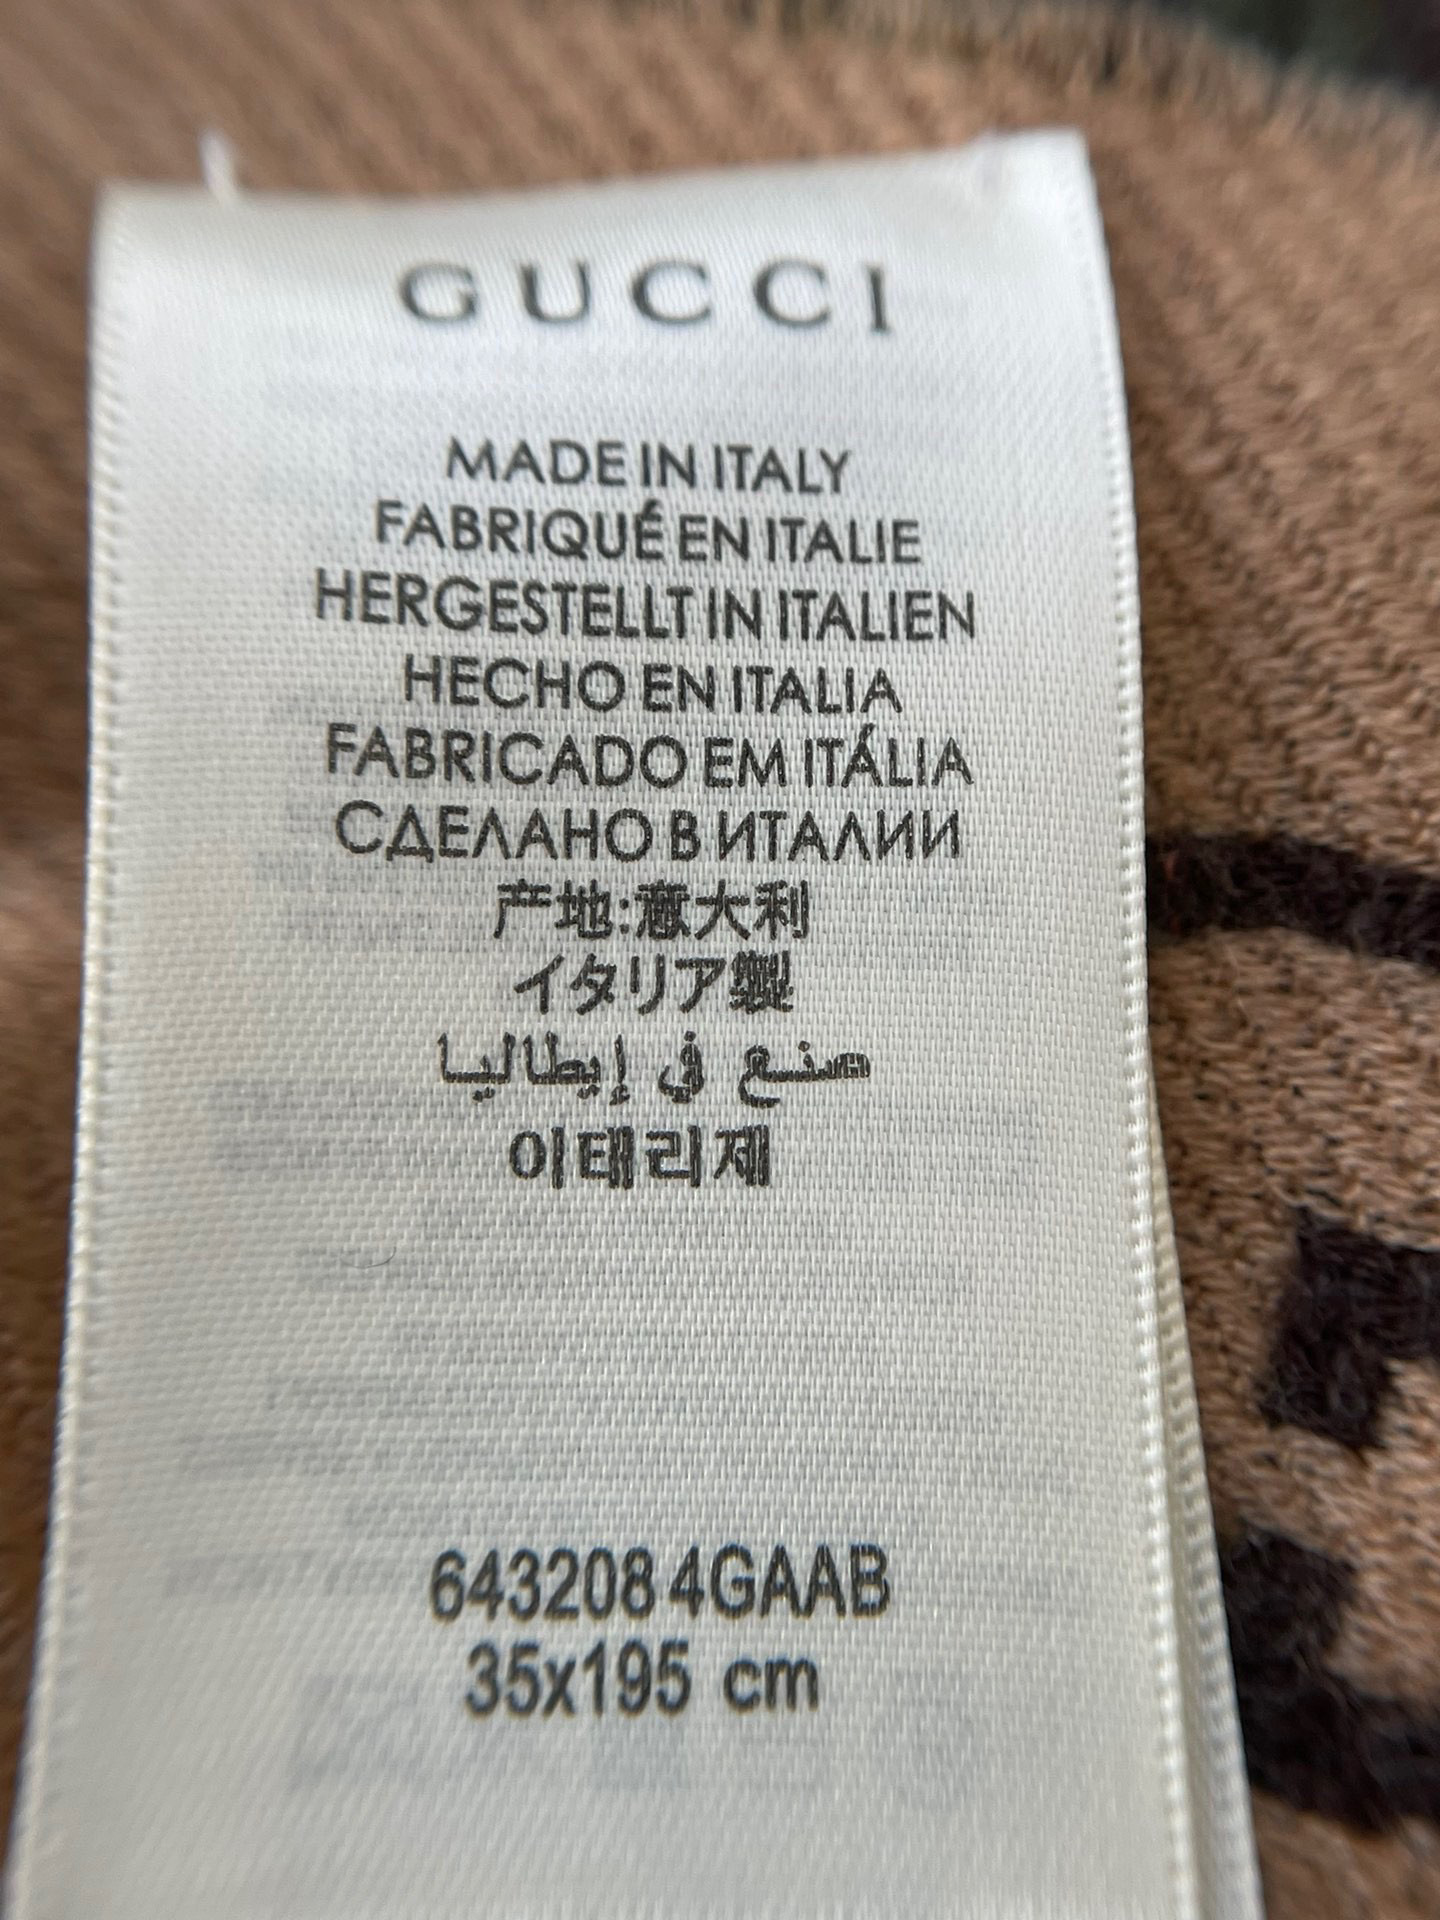 GUCCI
MADE IN ITALY
FABRIQUÉ EN ITALIE
HERGESTELLT IN ITALIEN
HECHO EN ITALIA
FABRICADO EM ITÁLIA
СДЕЛАНО В ИТАЛИИ
产地:意大利
イタリア製
صنع في إيطاليا
이태리제
643208 4GAAB
35x195 cm